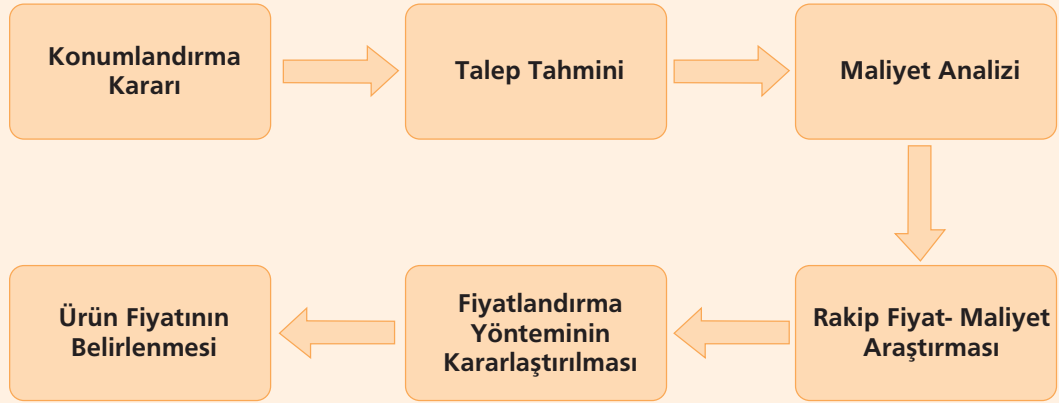 Konumlandırma
Kararı
Talep Tahmini
Maliyet Analizi
Rakip Fiyat- Maliyet
Araştırması
Fiyatlandırma
Yönteminin
Kararlaştırılması
Ürün Fiyatının
Belirlenmesi